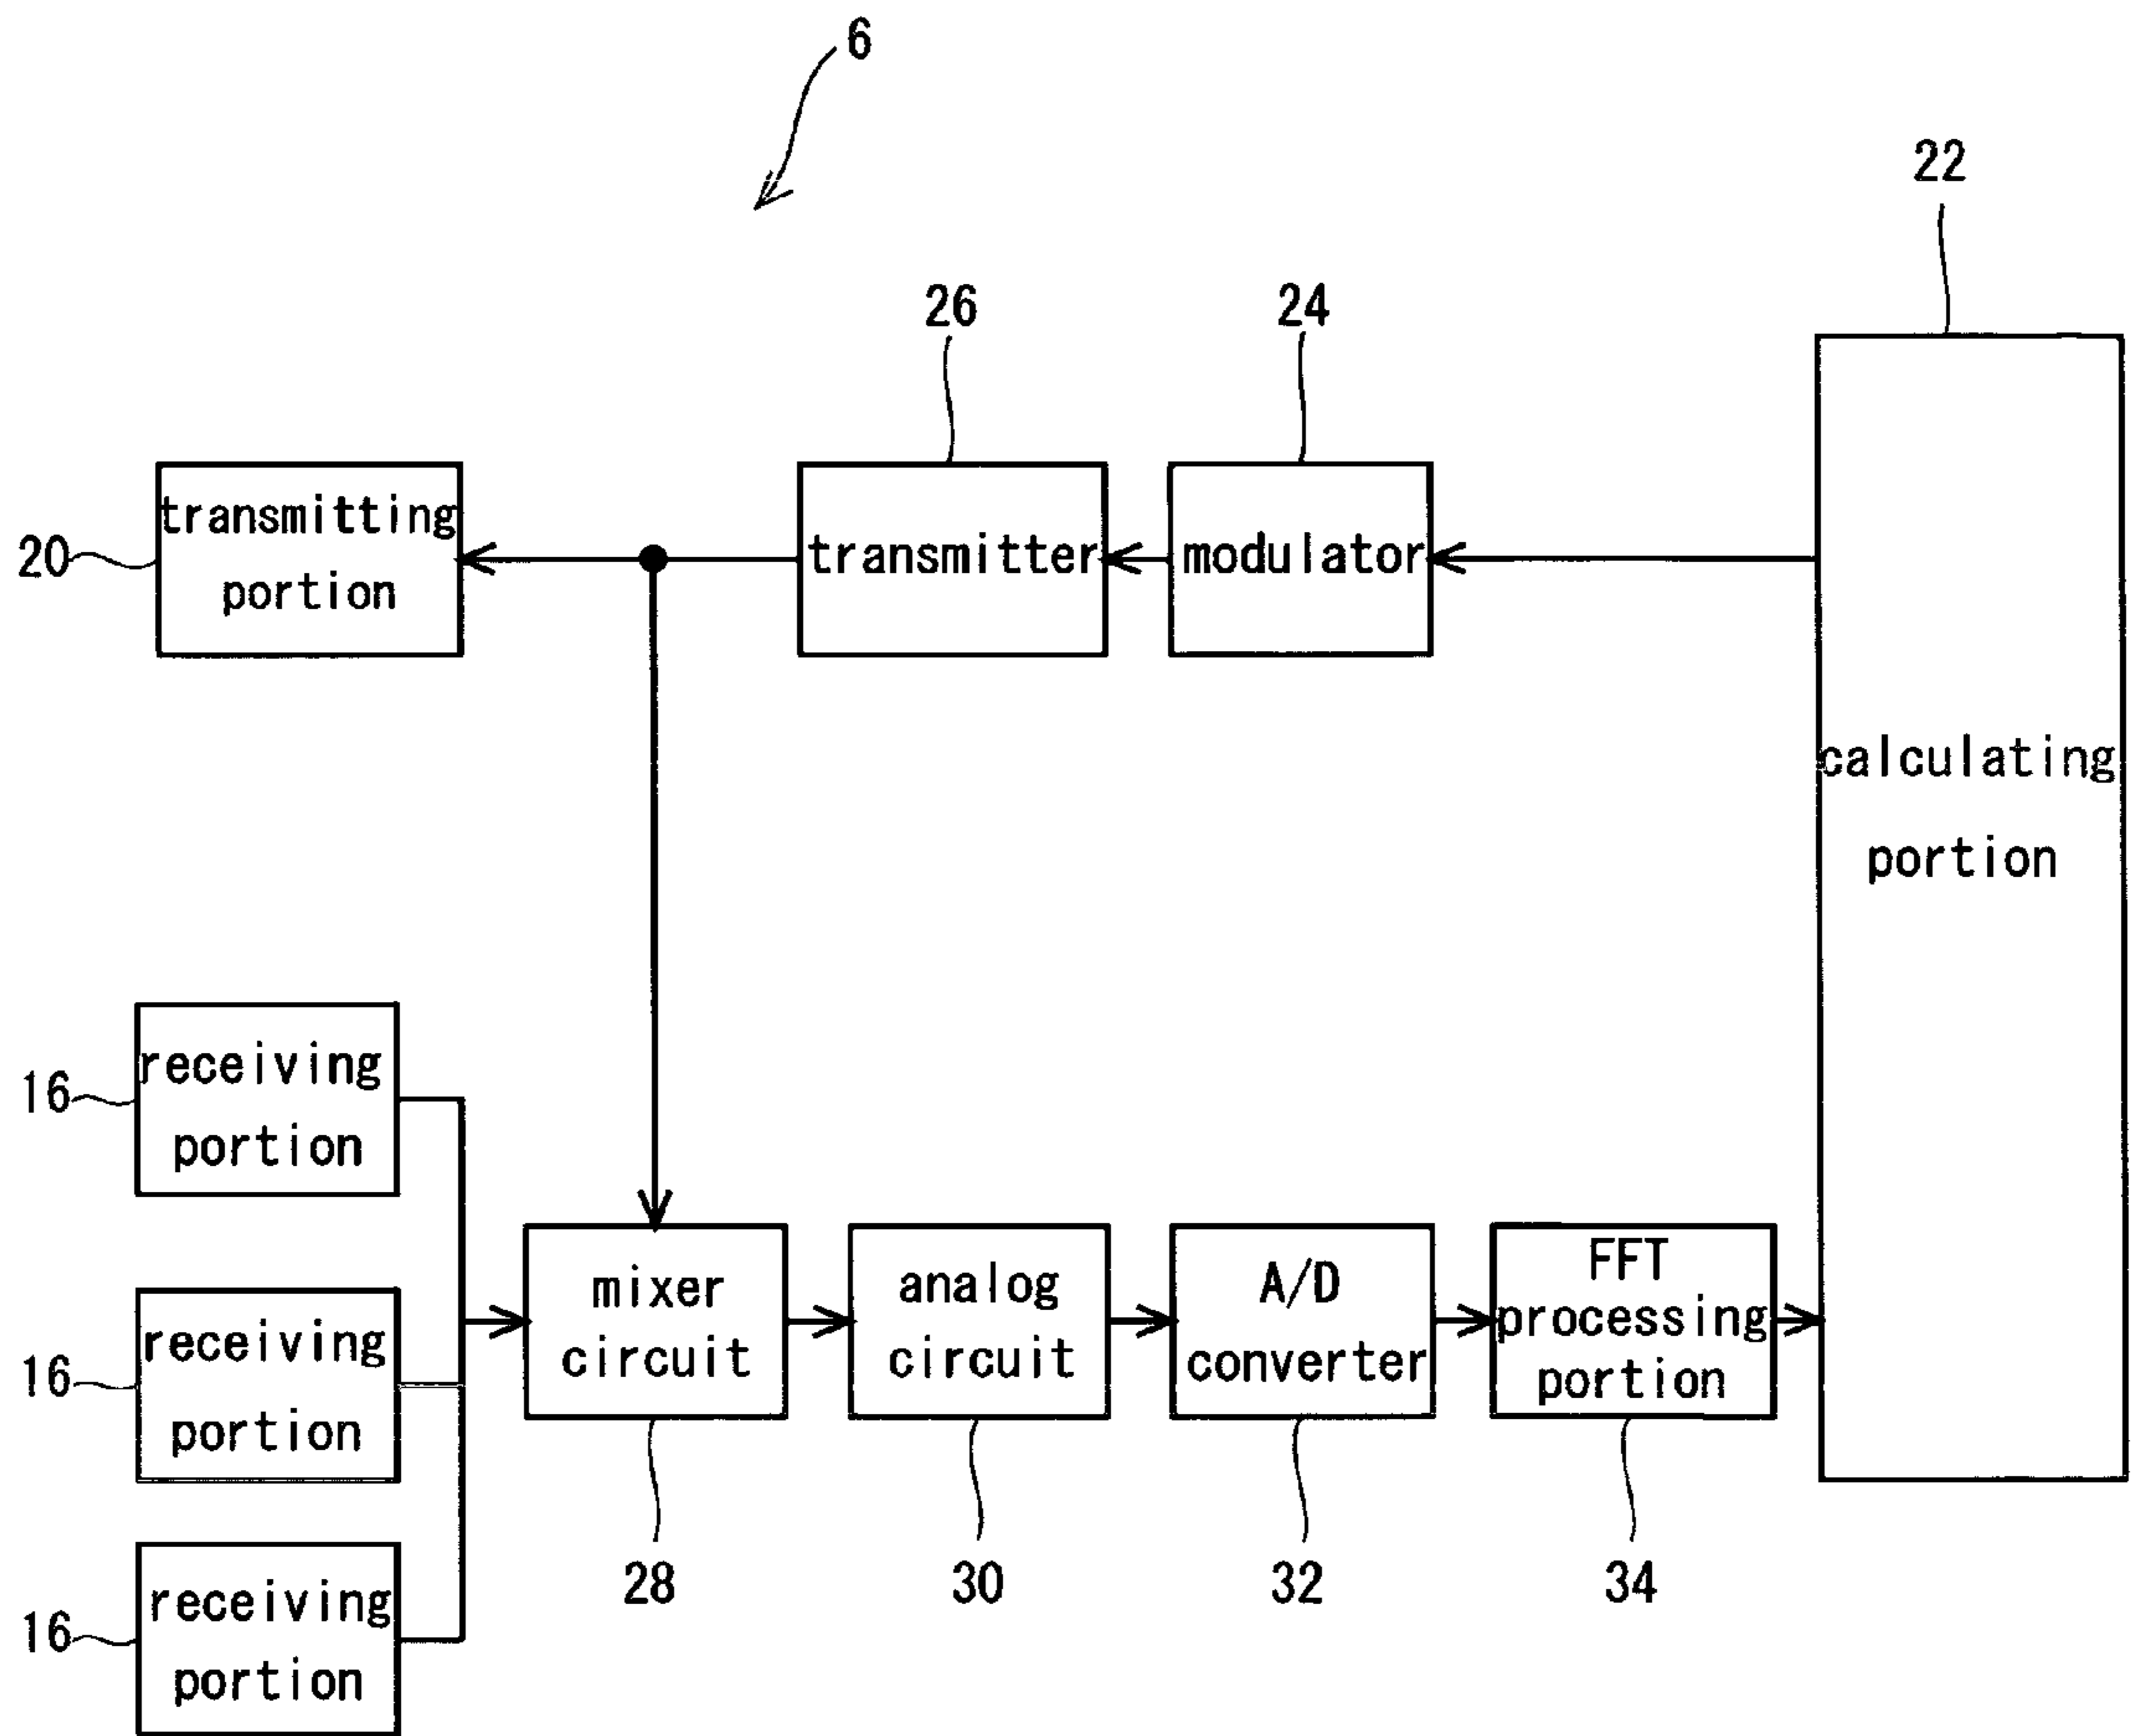 6
22
26
24
transmitting
portion
20
transmitter
modulator
calculating
portion
receiving
portion
16
mixer
circuit
analog
circuit
A/D
converter
FFT
processing
portion
receiving
portion
16
28
30
32
34
receiving
portion
16